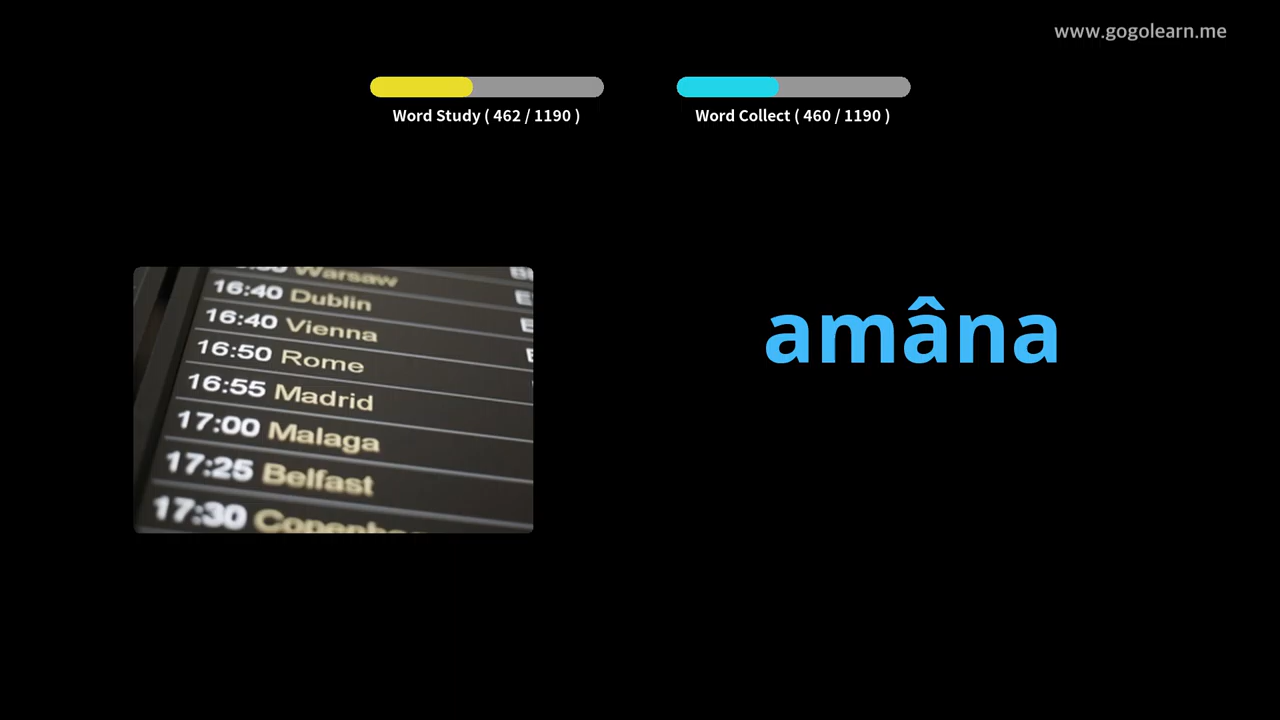 www.gogolearn.me
Word Study ( 462 / 1190 )
Word Collect ( 460 / 1190 )
Warsaw
16:40 Dublin
16:40 Vienna
16:50 Rome
16:55 Madrid
17:00 Malaga
17:25 Belfast
17:30
amâna